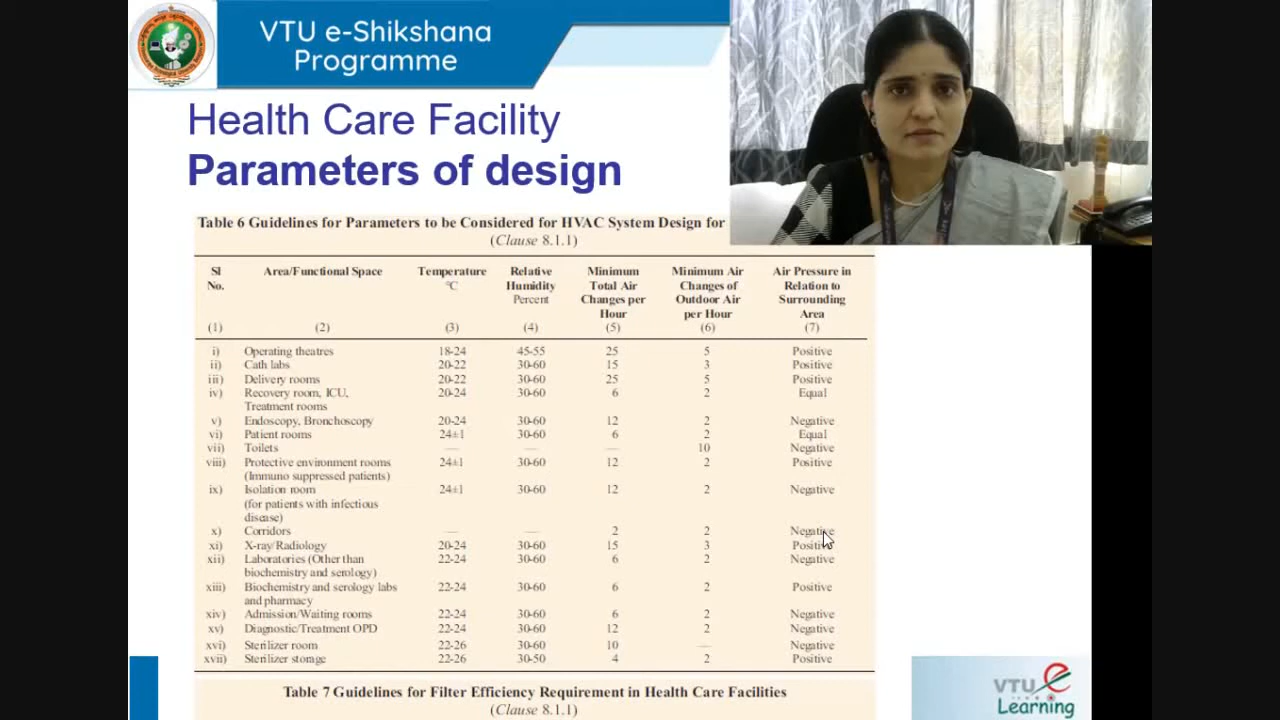 VTU e-Shikshana
Programme
Health Care Facility
Parameters of design
Table 6 Guidelines for Parameters to be Considered for HVAC System Design for
(Clause 8.1.1)
Sl No. Area/Functional Space Temperature °C Relative Humidity Percent Minimum Total Air Changes per Hour Minimum Air Changes of Outdoor Air per Hour Air Pressure in Relation to Surrounding Area
(1) (2) (3) (4) (5) (6) (7)
i) Operating theatres 18-24 45-55 25 5 Positive
ii) Cath labs 20-22 30-60 15 3 Positive
iii) Delivery rooms 20-22 30-60 25 5 Positive
iv) Recovery room, ICU, 20-24 30-60 6 2 Equal
Treatment rooms
v) Endoscopy, Bronchoscopy 20-24 30-60 12 2 Negative
vi) Patient rooms 24±1 30-60 6 2 Equal
vii) Toilets — — — 10 Negative
viii) Protective environment rooms 24±1 30-60 12 2 Positive
(Immuno suppressed patients)
ix) Isolation room 24±1 30-60 12 2 Negative
(for patients with infectious
disease)
x) Corridors — — 2 2 Negative
xi) X-ray/Radiology 20-24 30-60 15 3 Positive
xii) Laboratories (Other than 22-24 30-60 6 2 Negative
biochemistry and serology)
xiii) Biochemistry and serology labs 22-24 30-60 6 2 Positive
and pharmacy
xiv) Admission/Waiting rooms 22-24 30-60 6 2 Negative
xv) Diagnostic/Treatment OPD 22-24 30-60 12 2 Negative
xvi) Sterilizer room 22-26 30-60 10 — Negative
xvii) Sterilizer storage 22-26 30-50 4 2 Positive
Table 7 Guidelines for Filter Efficiency Requirement in Health Care Facilities
(Clause 8.1.1)
VTU e
Learning